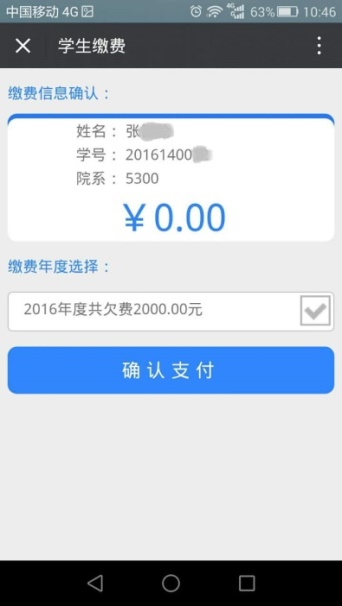 中国移动 4G 4G 63% 10:46
学生缴费
缴费信息确认：
姓名：张
学号：20161400
院系：5300
￥0.00
缴费年度选择：
2016年度共欠费2000.00元
确认支付